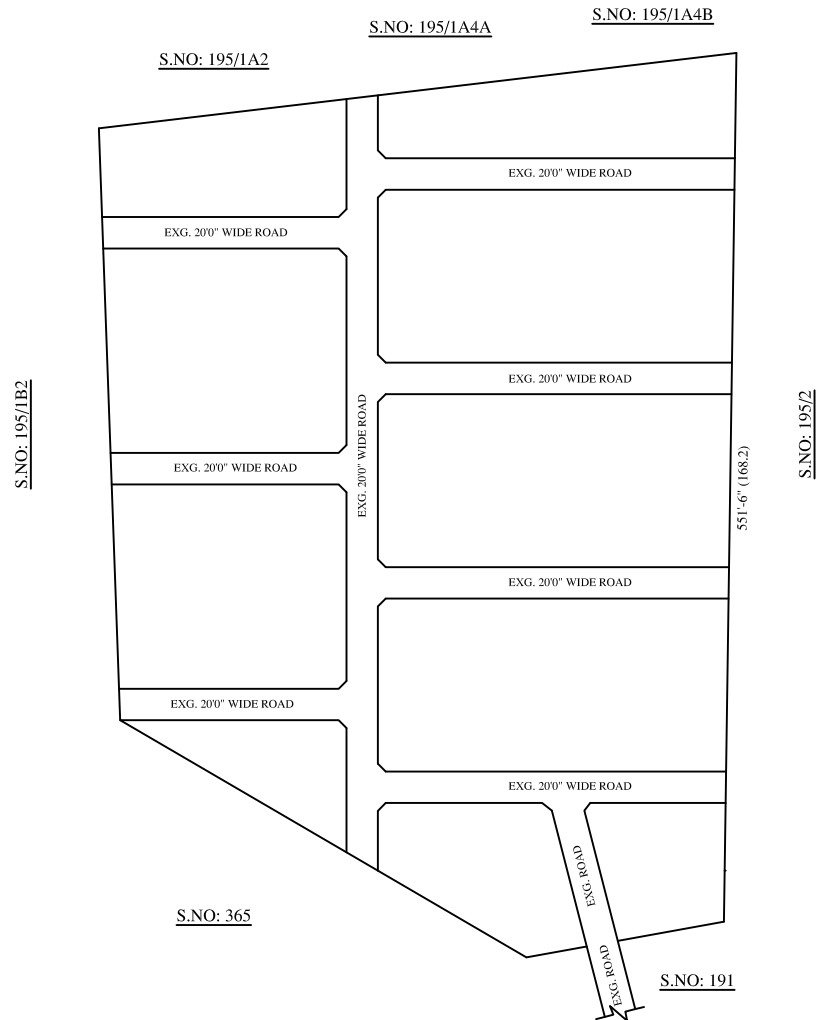 S.NO: 195/1A4B
S.NO: 195/1A4A
S.NO: 195/1A2
EXG. 20'0" WIDE ROAD
EXG. 20'0" WIDE ROAD
EXG. 20'0" WIDE ROAD
S.NO: 195/1B2
EXG. 20'0" WIDE ROAD
S.NO: 195/2
551'-6" (168.2)
EXG. 20'0" WIDE ROAD
EXG. 20'0" WIDE ROAD
EXG. 20'0" WIDE ROAD
EXG. 20'0" WIDE ROAD
EXG. ROAD
S.NO: 365
EXG. ROAD
S.NO: 191